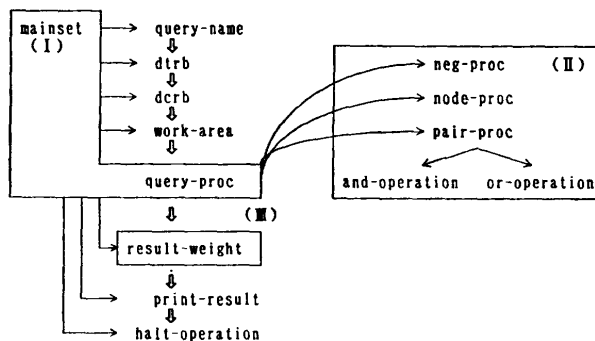 mainset
(Ⅰ)
query-name
dtrb
dcrb
work-area
query-proc
(Ⅲ)
result-weight
print-result
halt-operation
neg-proc
(Ⅱ)
node-proc
pair-proc
and-operation
or-operation